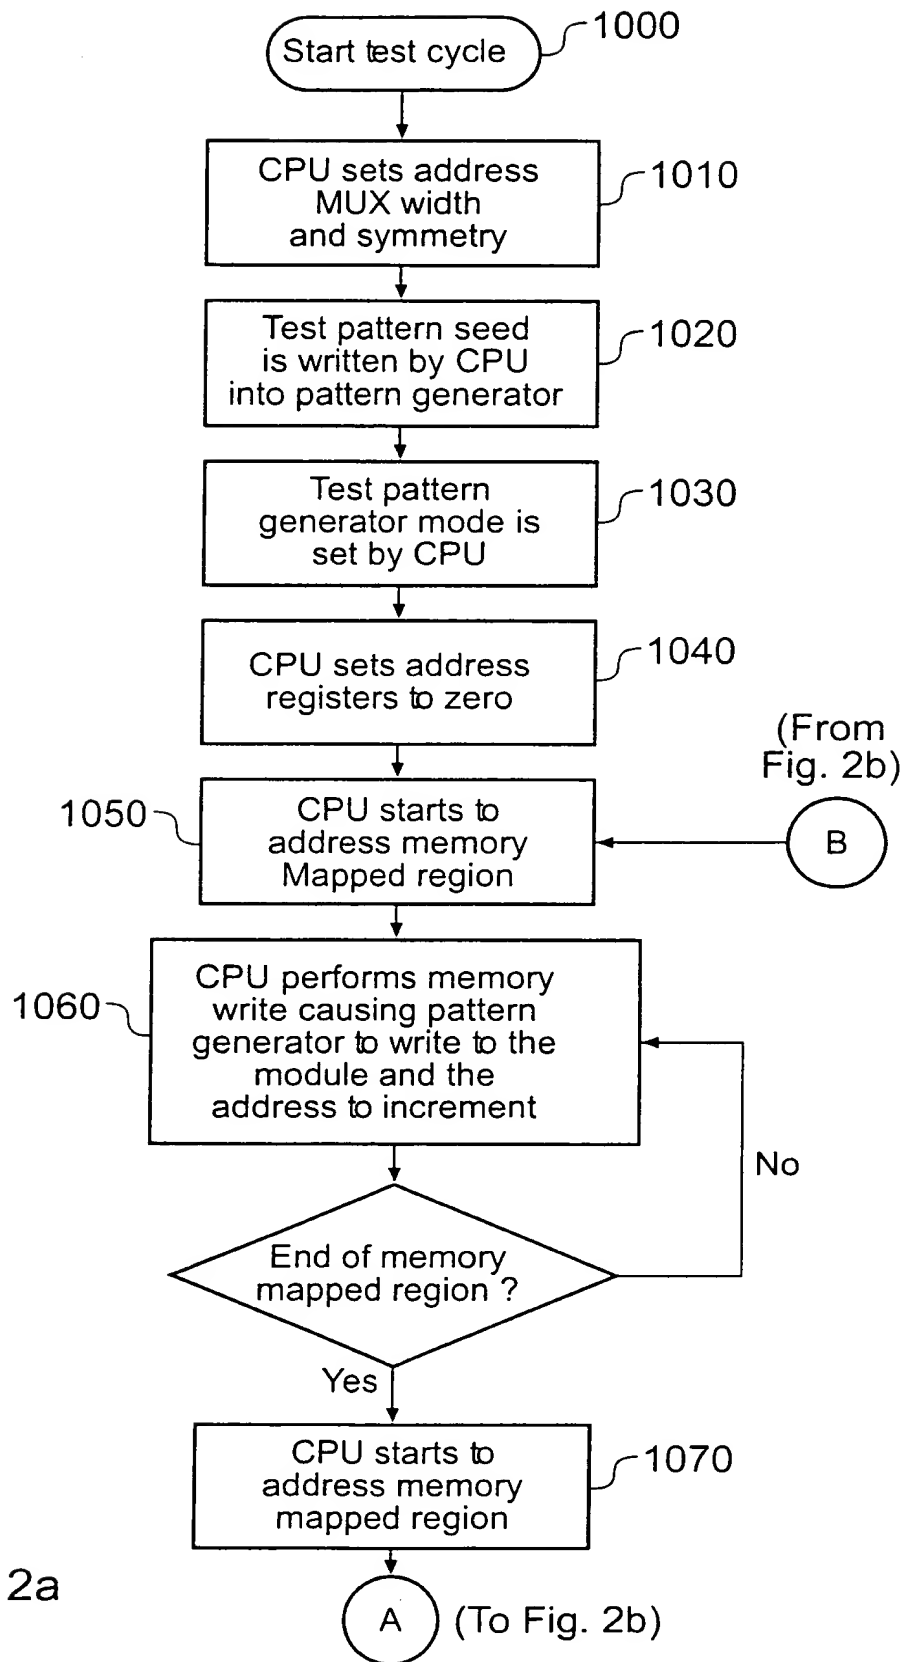 Start test cycle
1000
CPU sets address
MUX width
and symmetry
1010
Test pattern seed
is written by CPU
into pattern generator
1020
Test pattern
generator mode is
set by CPU
1030
CPU sets address
registers to zero
1040
(From
Fig. 2b)
1050
CPU starts to
address memory
Mapped region
B
1060
CPU performs memory
write causing pattern
generator to write to the
module and the
address to increment
No
End of memory
mapped region ?
Yes
CPU starts to
address memory
mapped region
1070
2a
A
(To Fig. 2b)